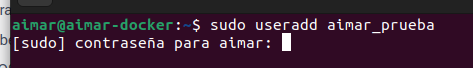 aimar@aimar-docker:~$ sudo useradd aimar_prueba
[sudo] contraseña para aimar: